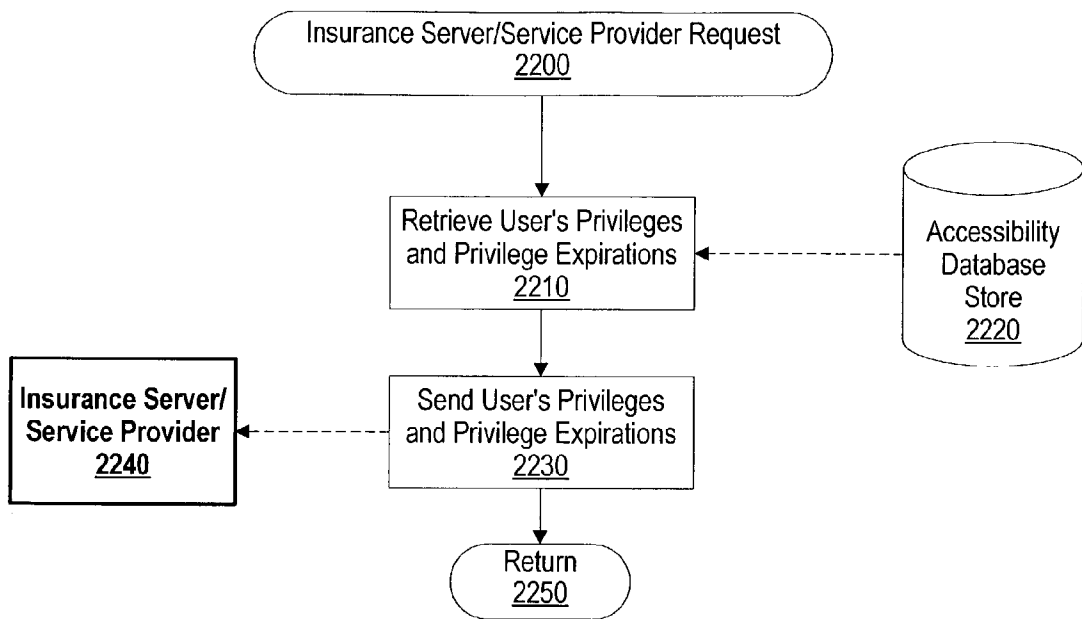 Insurance Server/Service Provider Request
2200
Retrieve User's Privileges
and Privilege Expirations
2210
Accessibility
Database
Store
2220
Send User's Privileges
and Privilege Expirations
2230
Insurance Server/
Service Provider
2240
Return
2250